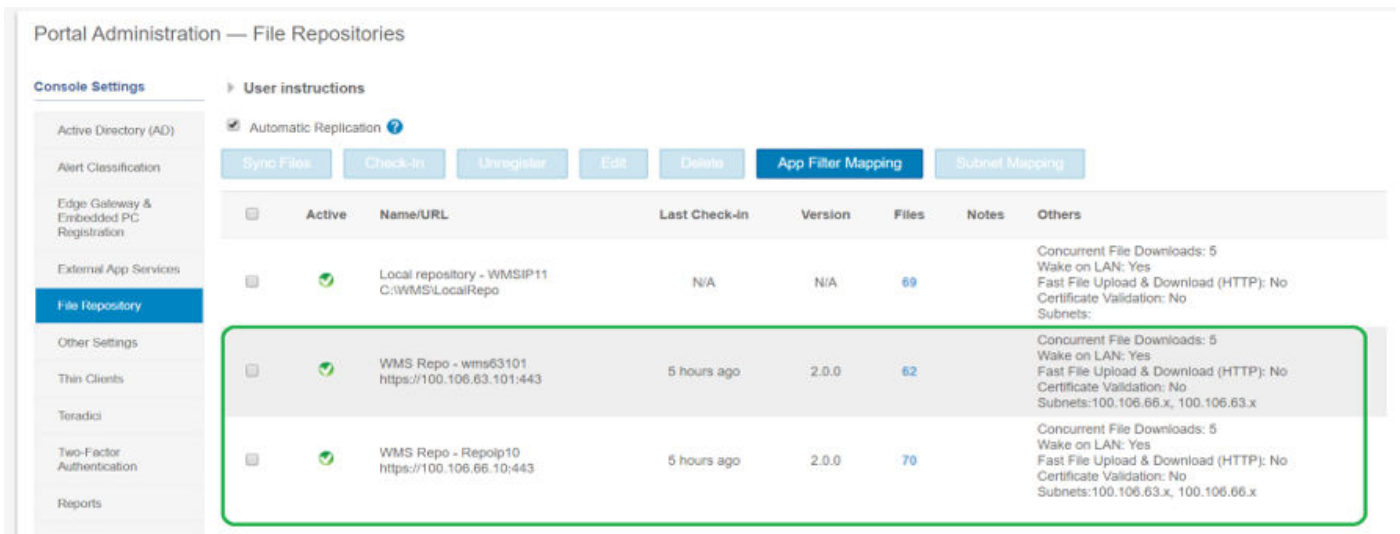 Portal Administration — File Repositories
Console Settings
Active Directory (AD)
Alert Classification
Edge Gateway &
Embedded PC
Registration
External App Services
File Repository
Other Settings
Thin Clients
Teradici
Two-Factor
Authentication
Reports
User instructions
Automatic Replication ?
Sync Files Check-In Unregister Edit Delete App Filter Mapping Subnet Mapping
Active Name/URL Last Check-in Version Files Notes Others
Local repository - WMSIP11
C:\WMS\LocalRepo
N/A N/A 69
Concurrent File Downloads: 5
Wake on LAN: Yes
Fast File Upload & Download (HTTP): No
Certificate Validation: No
Subnets:
WMS Repo - wms63101
https://100.106.63.101:443
5 hours ago 2.0.0 62
Concurrent File Downloads: 5
Wake on LAN: Yes
Fast File Upload & Download (HTTP): No
Certificate Validation: No
Subnets:100.106.66.x, 100.106.63.x
WMS Repo - Repoip10
https://100.106.66.10:443
5 hours ago 2.0.0 70
Concurrent File Downloads: 5
Wake on LAN: Yes
Fast File Upload & Download (HTTP): No
Certificate Validation: No
Subnets:100.106.63.x, 100.106.66.x